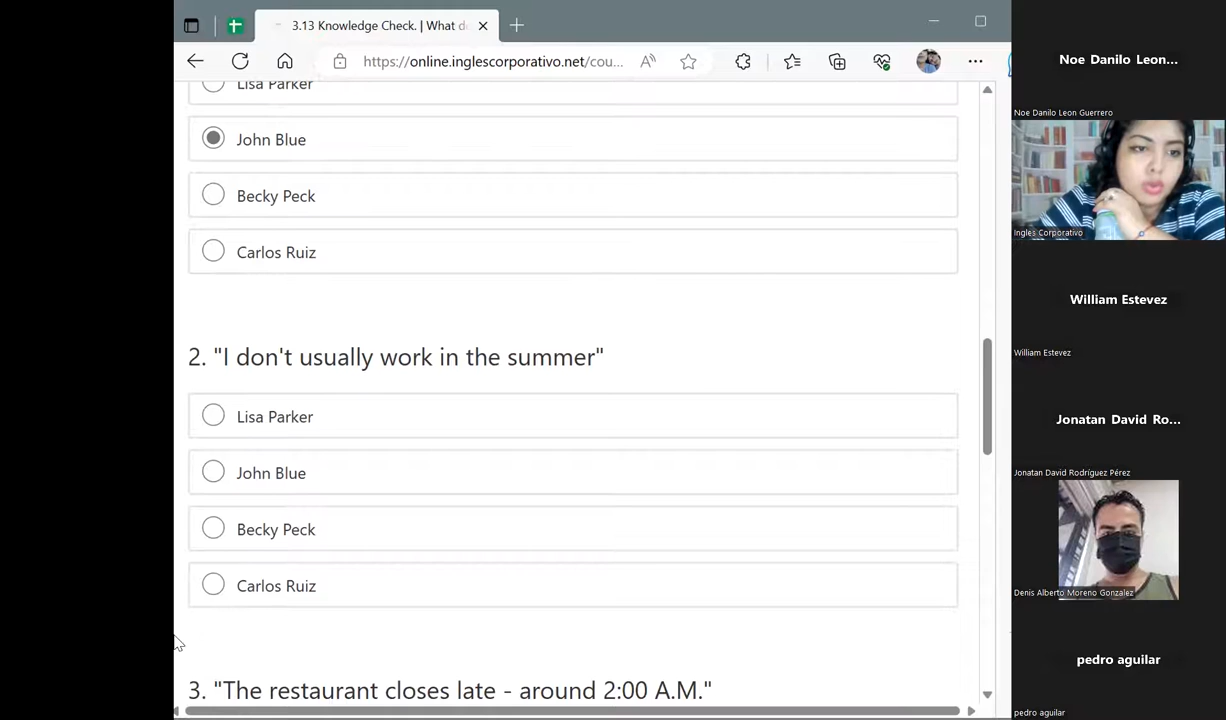 3.13 Knowledge Check. | What d
https://online.inglescorporativo.net/cou...
Lisa Parker
John Blue
Becky Peck
Carlos Ruiz
2. "I don't usually work in the summer"
Lisa Parker
John Blue
Becky Peck
Carlos Ruiz
3. "The restaurant closes late - around 2:00 A.M."
Noe Danilo Leon...
Noe Danilo Leon Guerrero
Ingles Corporativo
William Estevez
William Estevez
Jonatan David Ro...
Jonatan David Rodríguez Pérez
Denis Alberto Moreno Gonzalez
pedro aguilar
pedro aguilar